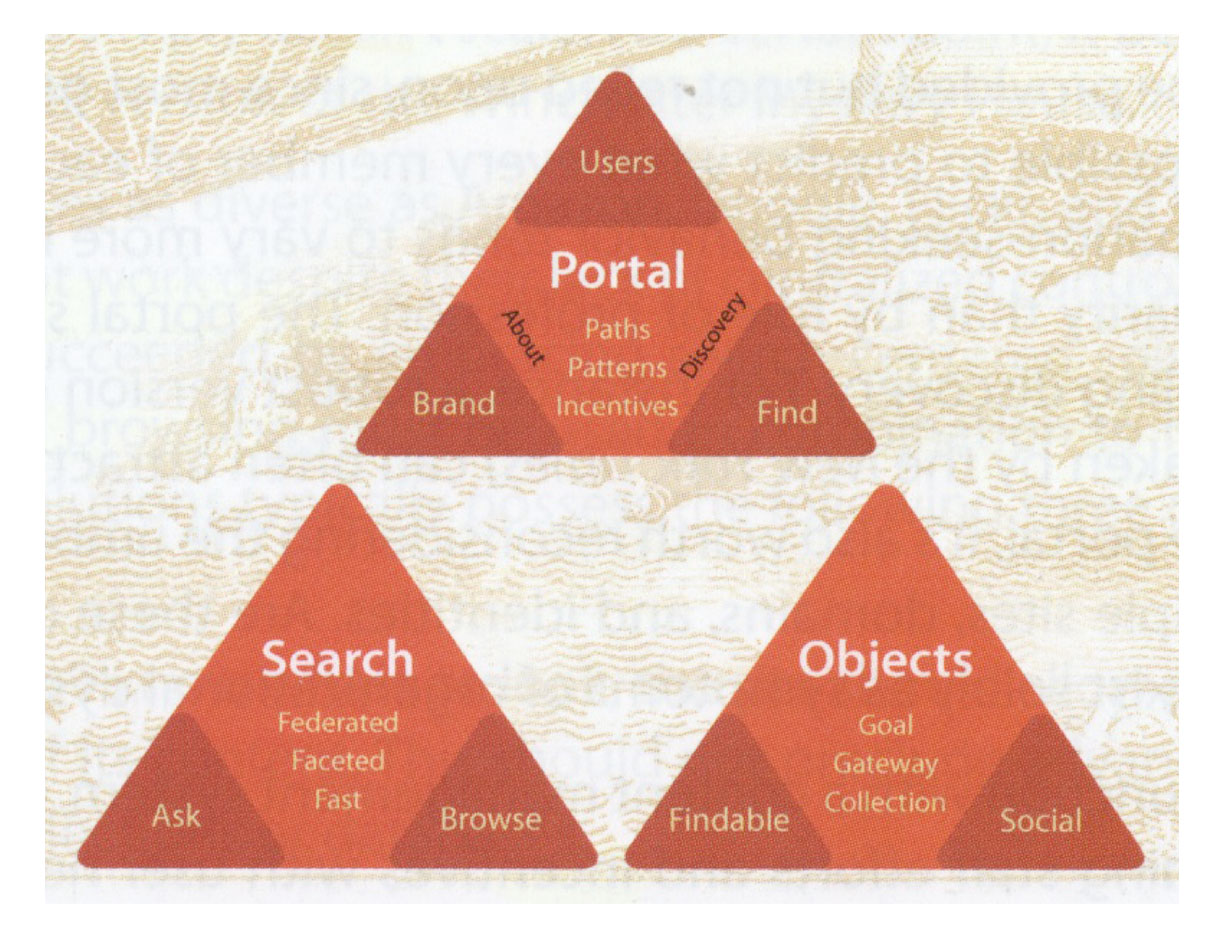 Users
Portal
About
Discovery
Paths
Patterns
Incentives
Brand
Find
Search
Federated
Faceted
Fast
Ask
Browse
Objects
Goal
Gateway
Collection
Findable
Social